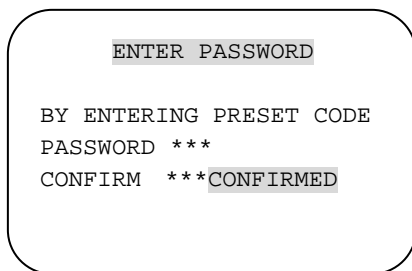 ENTER PASSWORD
BY ENTERING PRESET CODE
PASSWORD ***
CONFIRM ***CONFIRMED